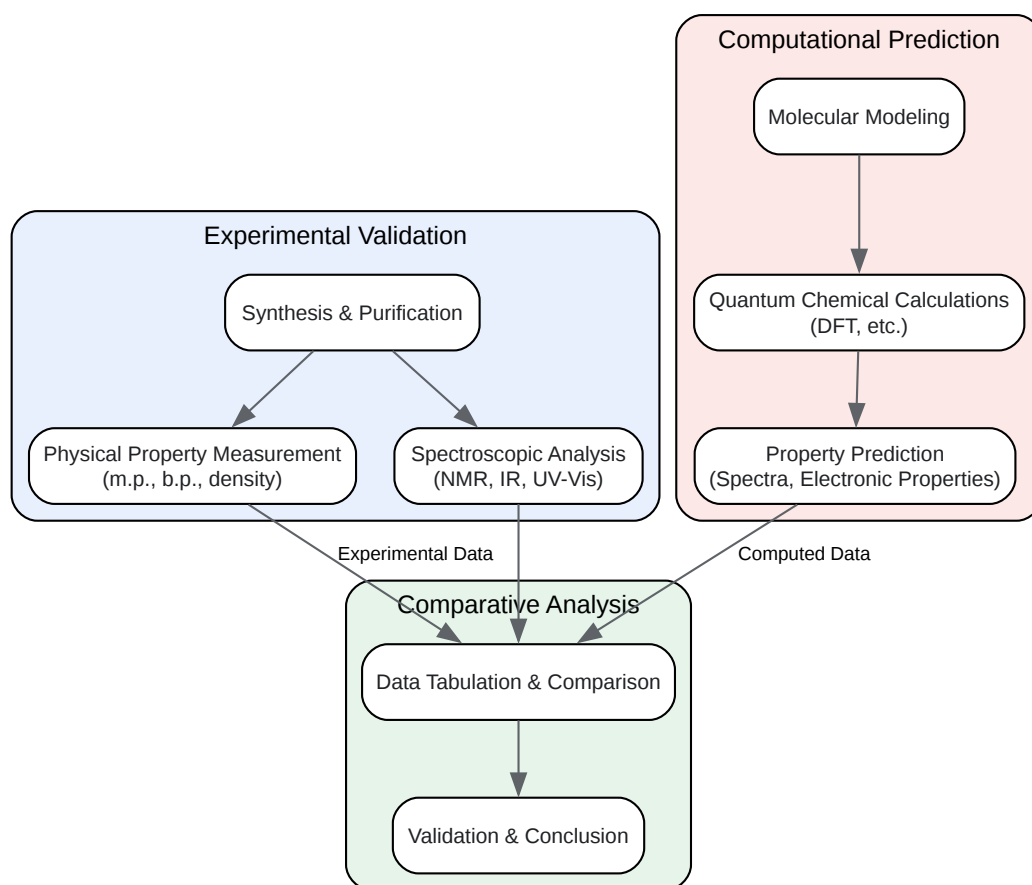 Computational Prediction
Molecular Modeling
Experimental Validation
Synthesis & Purification
Quantum Chemical Calculations
(DFT, etc.)
Physical Property Measurement
(m.p., b.p., density)
Spectroscopic Analysis
(NMR, IR, UV-Vis)
Property Prediction
(Spectra, Electronic Properties)
Experimental Data
Computed Data
Comparative Analysis
Data Tabulation & Comparison
Validation & Conclusion